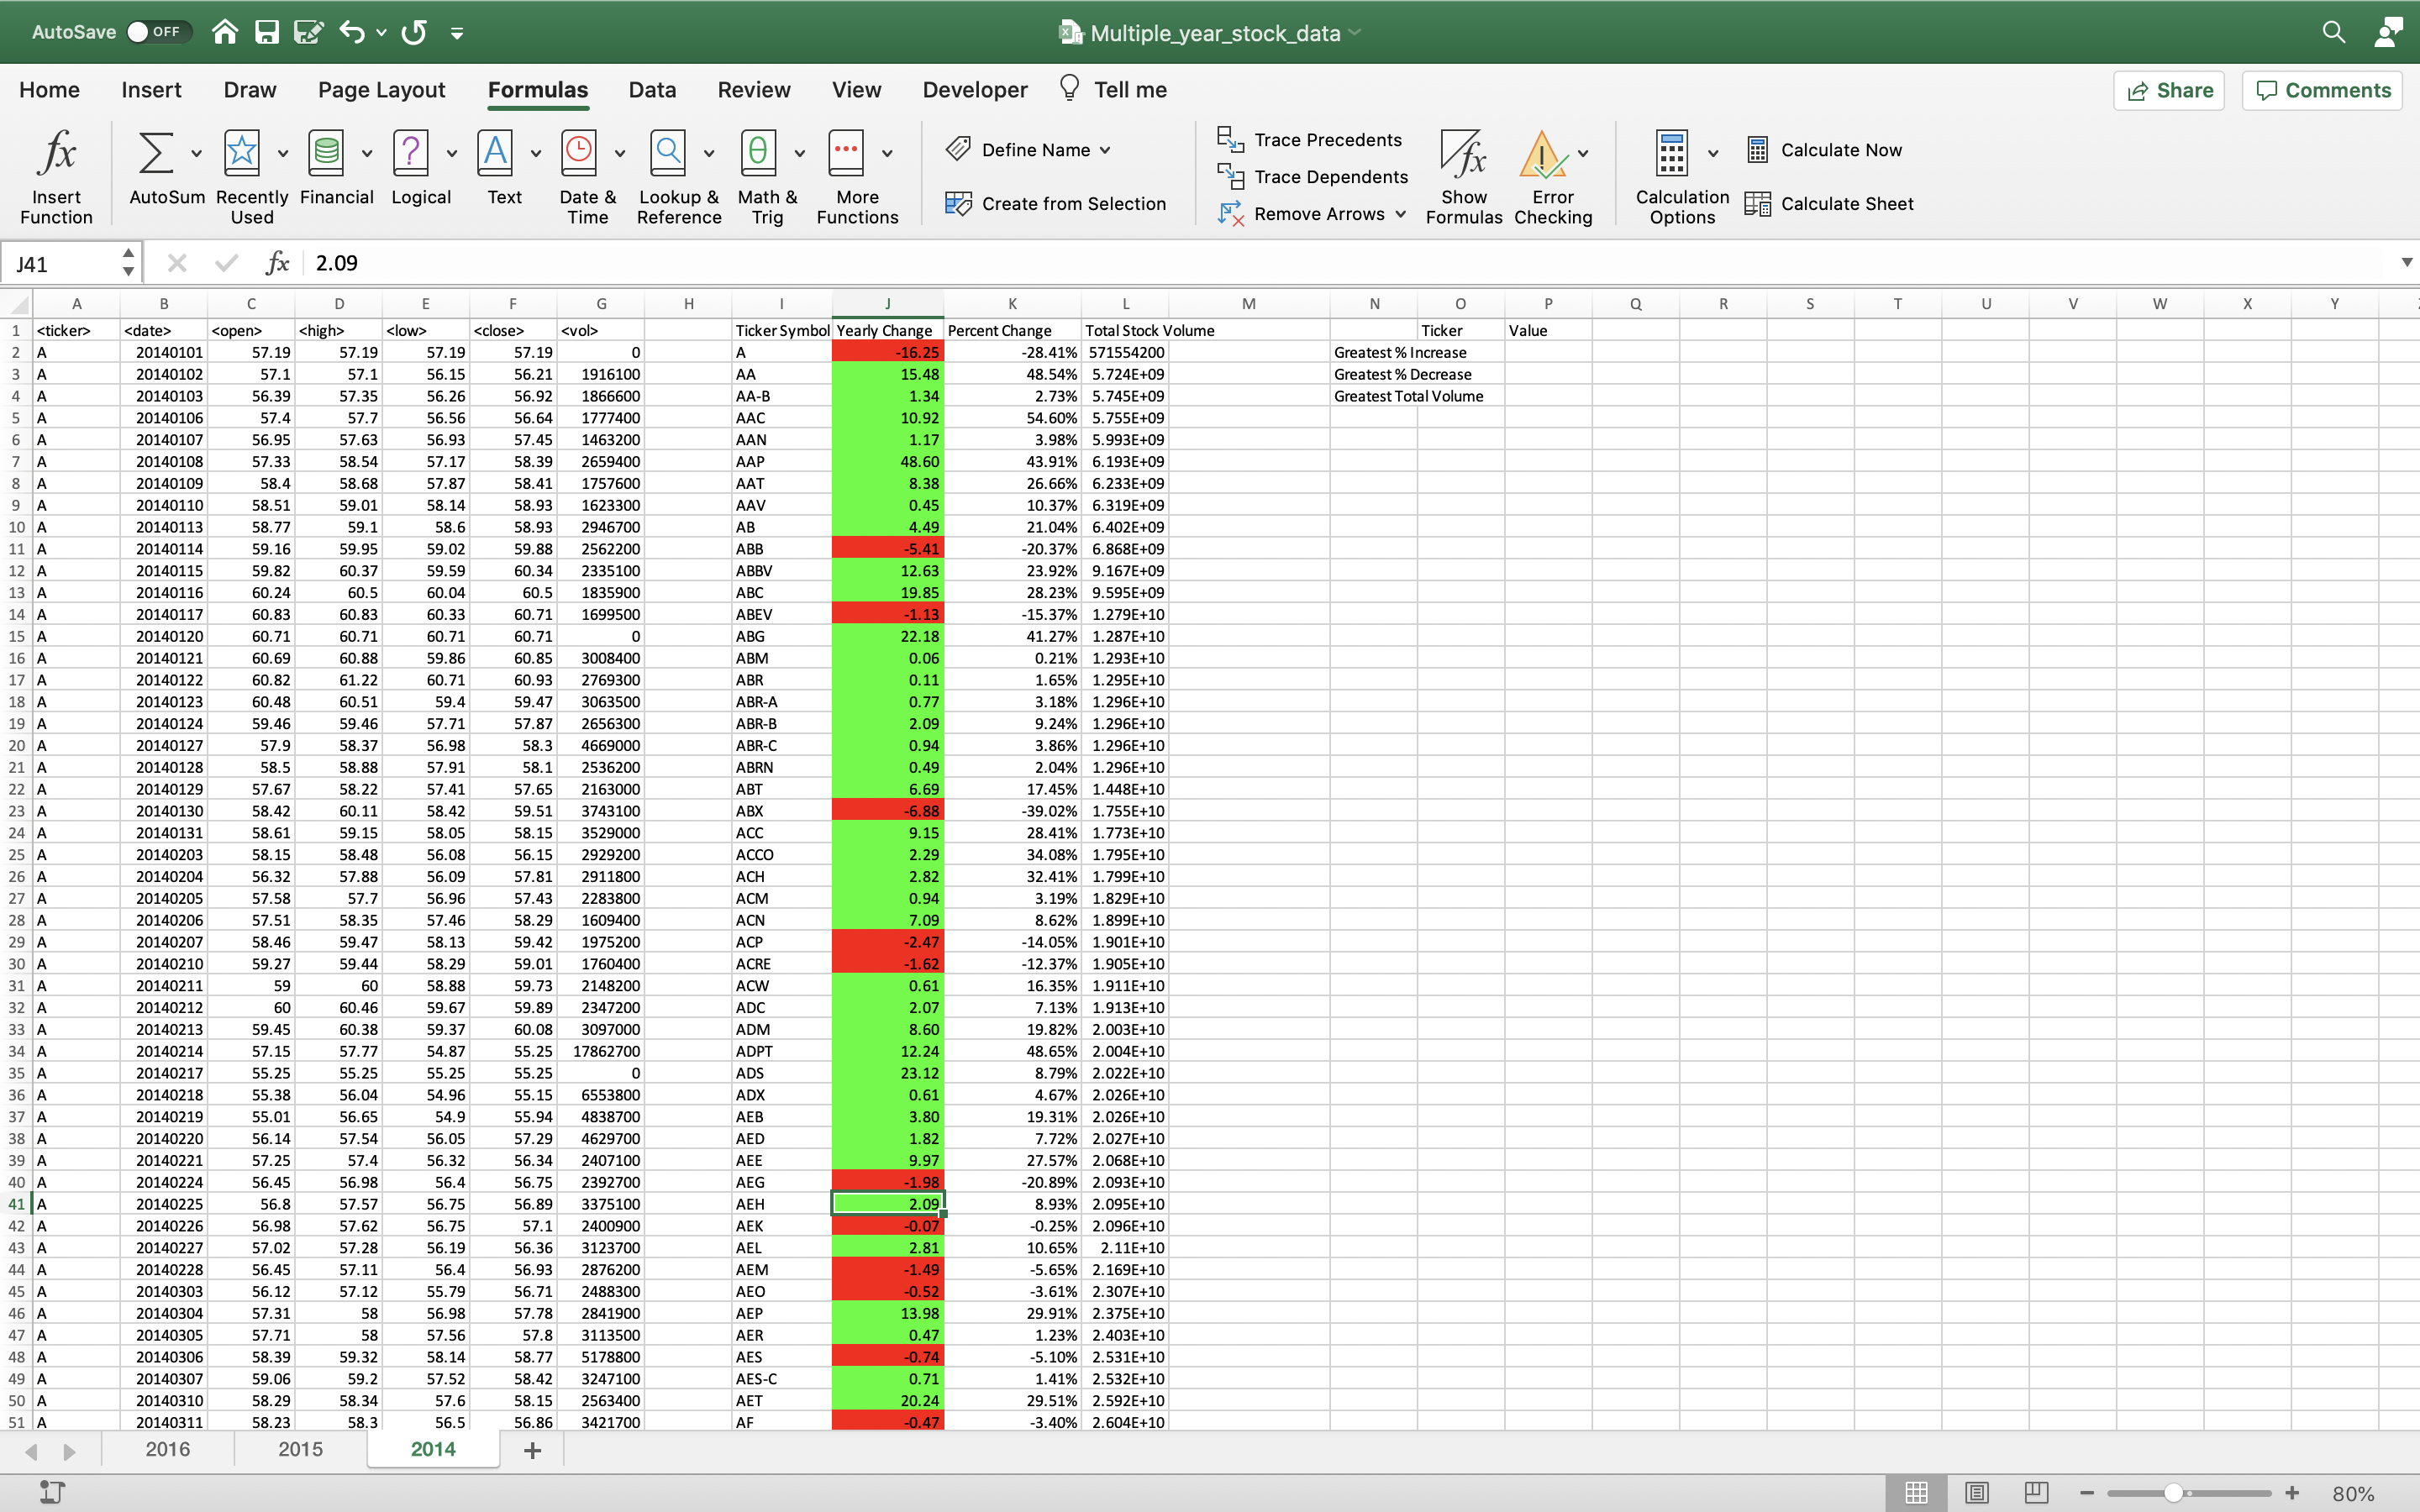 AutoSave OFF Multiple_year_stock_data
Home Insert Draw Page Layout Formulas Data Review View Developer Tell me Share Comments
Insert Function AutoSum Recently Used Financial Logical Text Date & Time Lookup & Reference Math & Trig More Functions Define Name Create from Selection Trace Precedents Trace Dependents Remove Arrows Show Formulas Error Checking Calculation Options Calculate Now Calculate Sheet
J41 fx 2.09
A B C D E F G H I J K L M N O P Q R S T U V W X Y
1 <ticker> <date> <open> <high> <low> <close> <vol> Ticker Symbol Yearly Change Percent Change Total Stock Volume Ticker Value
2 A 20140101 57.19 57.19 57.19 57.19 0 A -16.25 -28.41% 571554200 Greatest % Increase
3 A 20140102 57.1 57.1 56.15 56.21 1916100 AA 15.48 48.54% 5.724E+09 Greatest % Decrease
4 A 20140103 56.39 57.35 56.26 56.92 1866600 AA-B 1.34 2.73% 5.745E+09 Greatest Total Volume
5 A 20140106 57.4 57.7 56.56 56.64 1777400 AAC 10.92 54.60% 5.755E+09
6 A 20140107 56.95 57.63 56.93 57.45 1463200 AAN 1.17 3.98% 5.993E+09
7 A 20140108 57.33 58.54 57.17 58.39 2659400 AAP 48.60 43.91% 6.193E+09
8 A 20140109 58.4 58.68 57.87 58.41 1757600 AAT 8.38 26.66% 6.233E+09
9 A 20140110 58.51 59.01 58.14 58.93 1623300 AAV 0.45 10.37% 6.319E+09
10 A 20140113 58.77 59.1 58.6 58.93 2946700 AB 4.49 21.04% 6.402E+09
11 A 20140114 59.16 59.95 59.02 59.88 2562200 ABB -5.41 -20.37% 6.868E+09
12 A 20140115 59.82 60.37 59.59 60.34 2335100 ABBV 12.63 23.92% 9.167E+09
13 A 20140116 60.24 60.5 60.04 60.5 1835900 ABC 19.85 28.23% 9.595E+09
14 A 20140117 60.83 60.83 60.33 60.71 1699500 ABEV -1.13 -15.37% 1.279E+10
15 A 20140120 60.71 60.71 60.71 60.71 0 ABG 22.18 41.27% 1.287E+10
16 A 20140121 60.69 60.88 59.86 60.85 3008400 ABM 0.06 0.21% 1.293E+10
17 A 20140122 60.82 61.22 60.71 60.93 2769300 ABR 0.11 1.65% 1.295E+10
18 A 20140123 60.48 60.51 59.4 59.47 3063500 ABR-A 0.77 3.18% 1.296E+10
19 A 20140124 59.46 59.46 57.71 57.87 2656300 ABR-B 2.09 9.24% 1.296E+10
20 A 20140127 57.9 58.37 56.98 58.3 4669000 ABR-C 0.94 3.86% 1.296E+10
21 A 20140128 58.5 58.88 57.91 58.1 2536200 ABRN 0.49 2.04% 1.296E+10
22 A 20140129 57.67 58.22 57.41 57.65 2163000 ABT 6.69 17.45% 1.448E+10
23 A 20140130 58.42 60.11 58.42 59.51 3743100 ABX -6.88 -39.02% 1.755E+10
24 A 20140131 58.61 59.15 58.05 58.15 3529000 ACC 9.15 28.41% 1.773E+10
25 A 20140203 58.15 58.48 56.08 56.15 2929200 ACCO 2.29 34.08% 1.795E+10
26 A 20140204 56.32 57.88 56.09 57.81 2911800 ACH 2.82 32.41% 1.799E+10
27 A 20140205 57.58 57.7 56.96 57.43 2283800 ACM 0.94 3.19% 1.829E+10
28 A 20140206 57.51 58.35 57.46 58.29 1609400 ACN 7.09 8.62% 1.899E+10
29 A 20140207 58.46 59.47 58.13 59.42 1975200 ACP -2.47 -14.05% 1.901E+10
30 A 20140210 59.27 59.44 58.29 59.01 1760400 ACRE -1.62 -12.37% 1.905E+10
31 A 20140211 59 60 58.88 59.73 2148200 ACW 0.61 16.35% 1.911E+10
32 A 20140212 60 60.46 59.67 59.89 2347200 ADC 2.07 7.13% 1.913E+10
33 A 20140213 59.45 60.38 59.37 60.08 3097000 ADM 8.60 19.82% 2.003E+10
34 A 20140214 57.15 57.77 54.87 55.25 17862700 ADPT 12.24 48.65% 2.004E+10
35 A 20140217 55.25 55.25 55.25 55.25 0 ADS 23.12 8.79% 2.022E+10
36 A 20140218 55.38 56.04 54.96 55.15 6553800 ADX 0.61 4.67% 2.026E+10
37 A 20140219 55.01 56.65 54.9 55.94 4838700 AEB 3.80 19.31% 2.026E+10
38 A 20140220 56.14 57.54 56.05 57.29 4629700 AED 1.82 7.72% 2.027E+10
39 A 20140221 57.25 57.4 56.32 56.34 2407100 AEE 9.97 27.57% 2.068E+10
40 A 20140224 56.45 56.98 56.4 56.75 2392700 AEG -1.98 -20.89% 2.093E+10
41 A 20140225 56.8 57.57 56.75 56.89 3375100 AEH 2.09 8.93% 2.095E+10
42 A 20140226 56.98 57.62 56.75 57.1 2400900 AEK -0.07 -0.25% 2.096E+10
43 A 20140227 57.02 57.28 56.19 56.36 3123700 AEL 2.81 10.65% 2.11E+10
44 A 20140228 56.45 57.11 56.4 56.93 2876200 AEM -1.49 -5.65% 2.169E+10
45 A 20140303 56.12 57.12 55.79 56.71 2488300 AEO -0.52 -3.61% 2.307E+10
46 A 20140304 57.31 58 56.98 57.78 2841900 AEP 13.98 29.91% 2.375E+10
47 A 20140305 57.71 58 57.56 57.8 3113500 AER 0.47 1.23% 2.403E+10
48 A 20140306 58.39 59.32 58.14 58.77 5178800 AES -0.74 -5.10% 2.531E+10
49 A 20140307 59.06 59.2 57.52 58.42 3247100 AES-C 0.71 1.41% 2.532E+10
50 A 20140310 58.29 58.34 57.6 58.15 2563400 AET 20.24 29.51% 2.592E+10
51 A 20140311 58.23 58.3 56.5 56.86 3421700 AF -0.47 -3.40% 2.604E+10
2016 2015 2014
80%